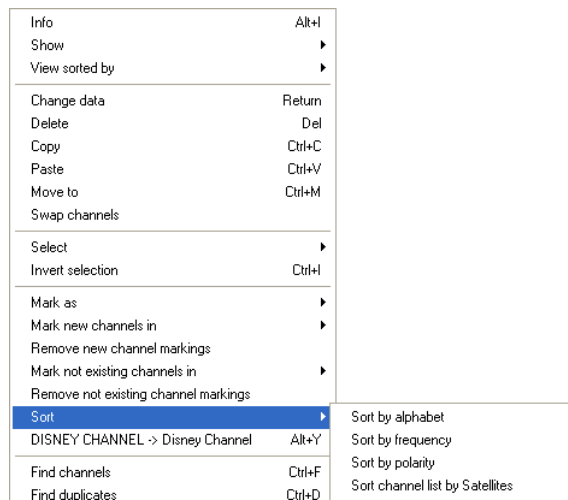 Info Alt+I
Show
View sorted by
Change data Return
Delete Del
Copy Ctrl+C
Paste Ctrl+V
Move to Ctrl+M
Swap channels
Select
Invert selection Ctrl+I
Mark as
Mark new channels in
Remove new channel markings
Mark not existing channels in
Remove not existing channel markings
Sort
DISNEY CHANNEL -> Disney Channel Alt+Y
Find channels Ctrl+F
Find duplicates Ctrl+D
Sort by alphabet
Sort by frequency
Sort by polarity
Sort channel list by Satellites